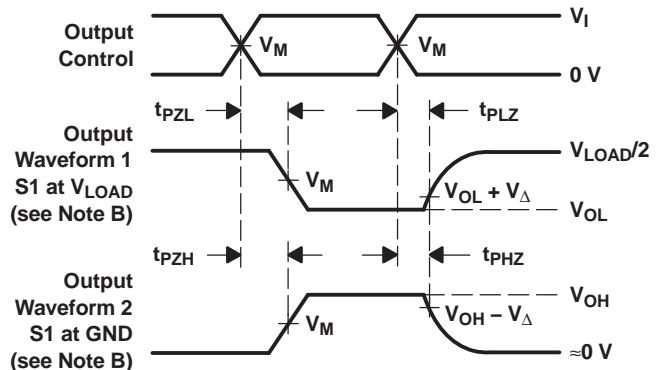 Output
Control
V_M
V_M
V_I
0 V
t_PZL
t_PLZ
Output
Waveform 1
S1 at V_LOAD
(see Note B)
V_M
V_OL + V_Δ
V_LOAD/2
V_OL
t_PZH
t_PHZ
Output
Waveform 2
S1 at GND
(see Note B)
V_M
V_OH – V_Δ
V_OH
≈0 V